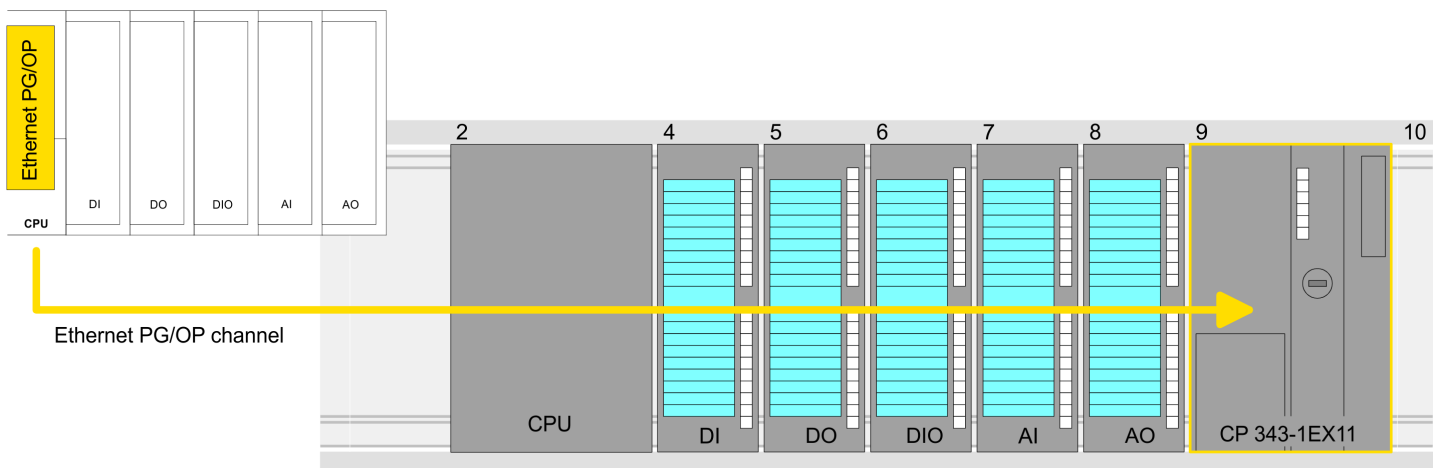 Ethernet PG/OP
CPU
DI
DO
DIO
AI
AO
Ethernet PG/OP channel
2
4
5
6
7
8
9
10
CPU
DI
DO
DIO
AI
AO
CP 343-1EX11